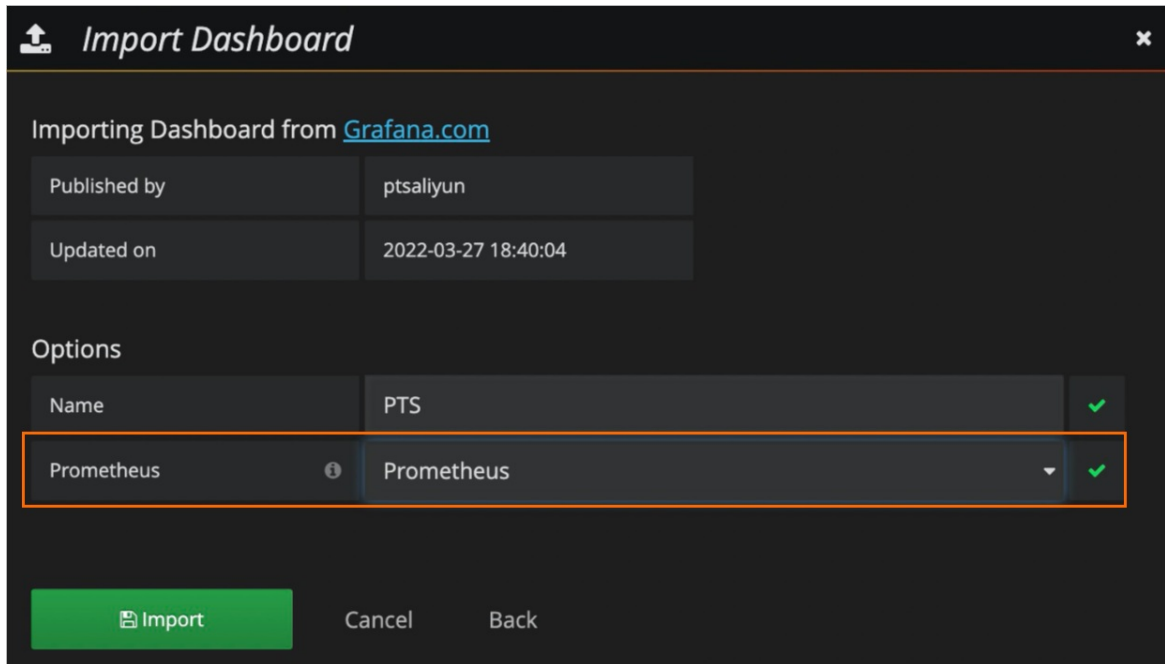 Import Dashboard
Importing Dashboard from Grafana.com
Published by ptsaliyun
Updated on 2022-03-27 18:40:04
Options
Name PTS
Prometheus Prometheus
Import Cancel Back